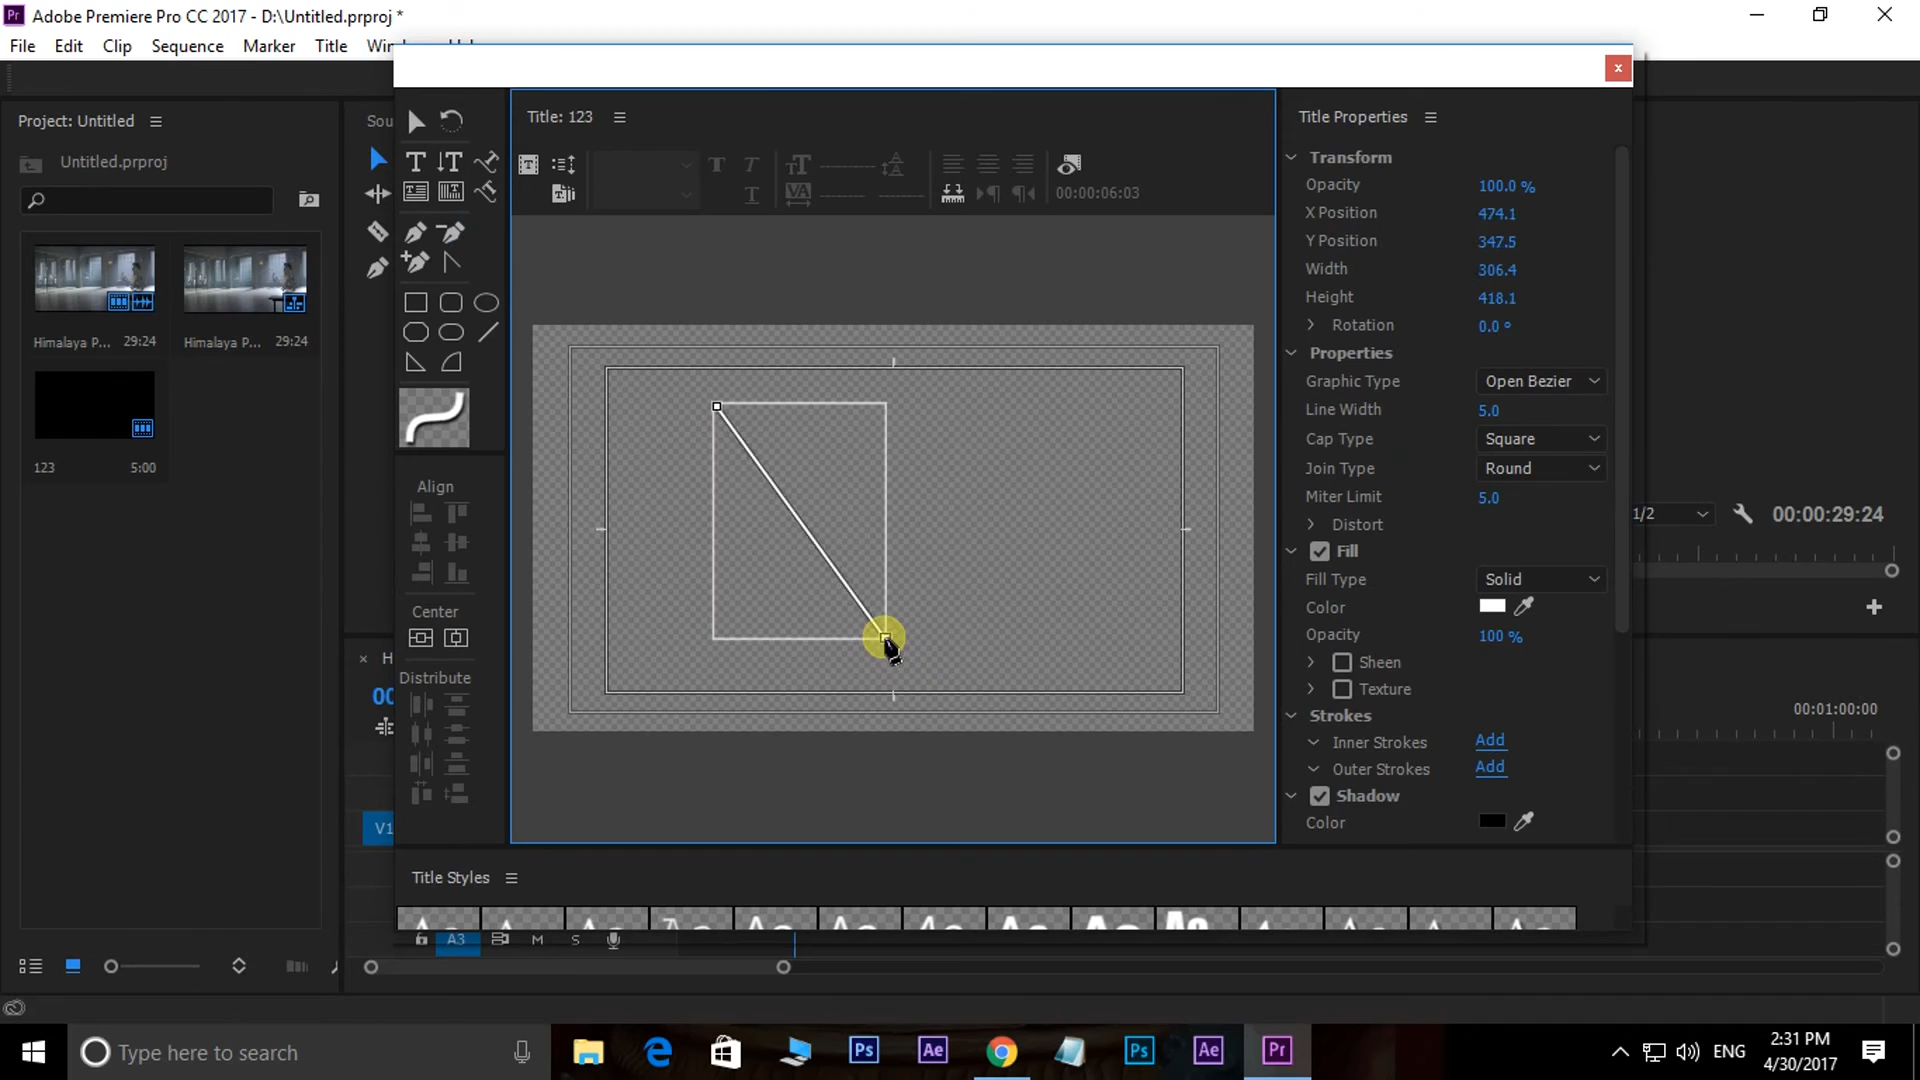 Adobe Premiere Pro CC 2017 - D:\Untitled.prproj *
File Edit Clip Sequence Marker Title
Project: Untitled
Untitled.prproj
Himalaya P... 29:24
Himalaya P... 29:24
123 5:00
Title: 123
00:00:06:03
Align
Center
Distribute
Title Properties
Transform
Opacity 100.0 %
X Position 474.1
Y Position 347.5
Width 306.4
Height 418.1
Rotation 0.0 °
Properties
Graphic Type Open Bezier
Line Width 5.0
Cap Type Square
Join Type Round
Miter Limit 5.0
Distort
Fill
Fill Type Solid
Color
Opacity 100 %
Sheen
Texture
Strokes
Inner Strokes Add
Outer Strokes Add
Shadow
Color
1/2 00:00:29:24
00:01:00:00
V1
Title Styles
A3 M S
Type here to search
Ps Ae Ps Ae Pr
ENG
2:31 PM
4/30/2017